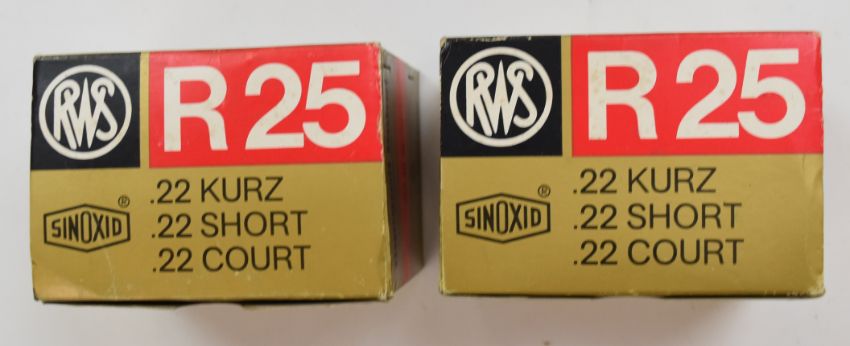 RWS
R 25
.22 KURZ
SINOXID ®
.22 SHORT
.22 COURT
RWS
R 25
.22 KURZ
SINOXID ®
.22 SHORT
.22 COURT